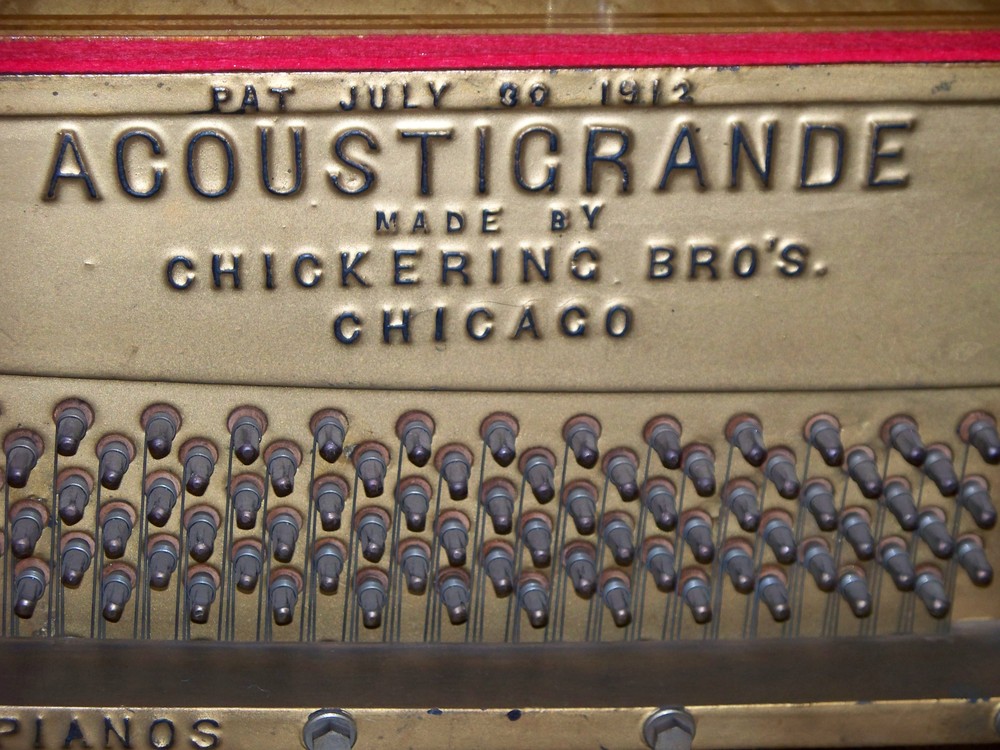 PAT JULY 30 1912
ACOUSTIGRANDE
MADE BY
CHICKERING BRO'S.
CHICAGO
PIANOS